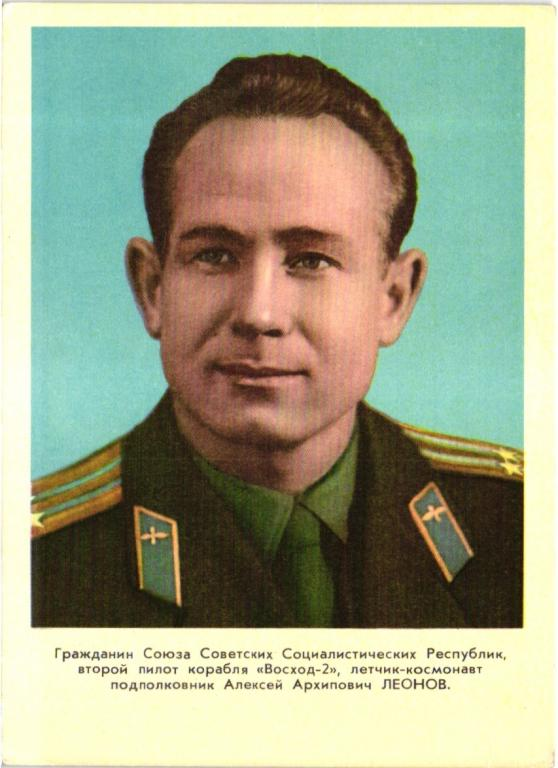 Гражданин Союза Советских Социалистических Республик,
второй пилот корабля «Восход-2», летчик-космонавт
подполковник Алексей Архипович ЛЕОНОВ.